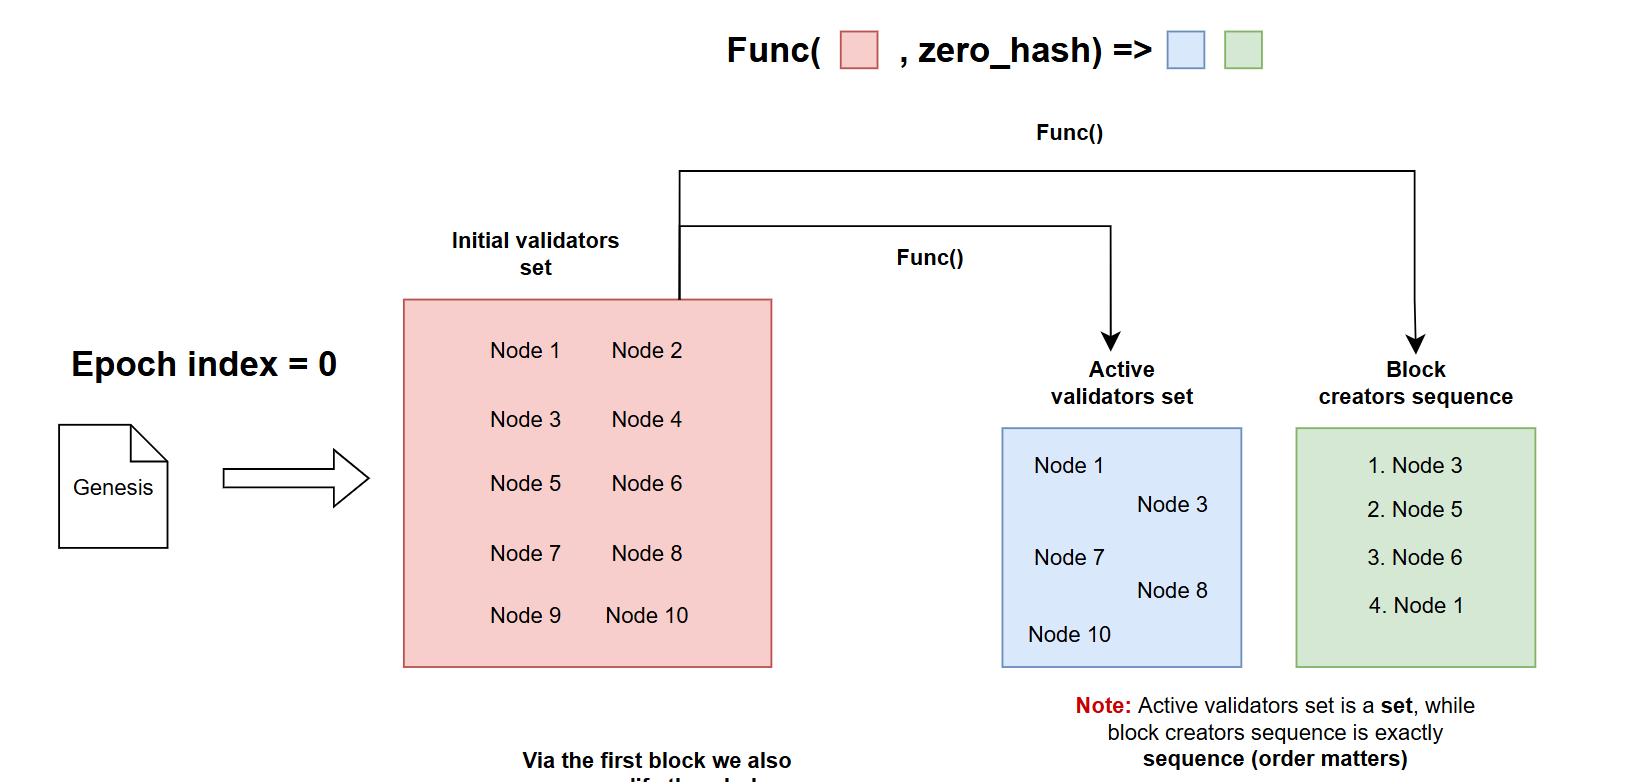 Func( , zero_hash) =>
Func()
Func()
Initial validators
set
Epoch index = 0
Genesis
Node 1 Node 2
Node 3 Node 4
Node 5 Node 6
Node 7 Node 8
Node 9 Node 10
Active
validators set
Node 1
Node 3
Node 7
Node 8
Node 10
Block
creators sequence
1. Node 3
2. Node 5
3. Node 6
4. Node 1
Note: Active validators set is a set, while
block creators sequence is exactly
sequence (order matters)
Via the first block we also